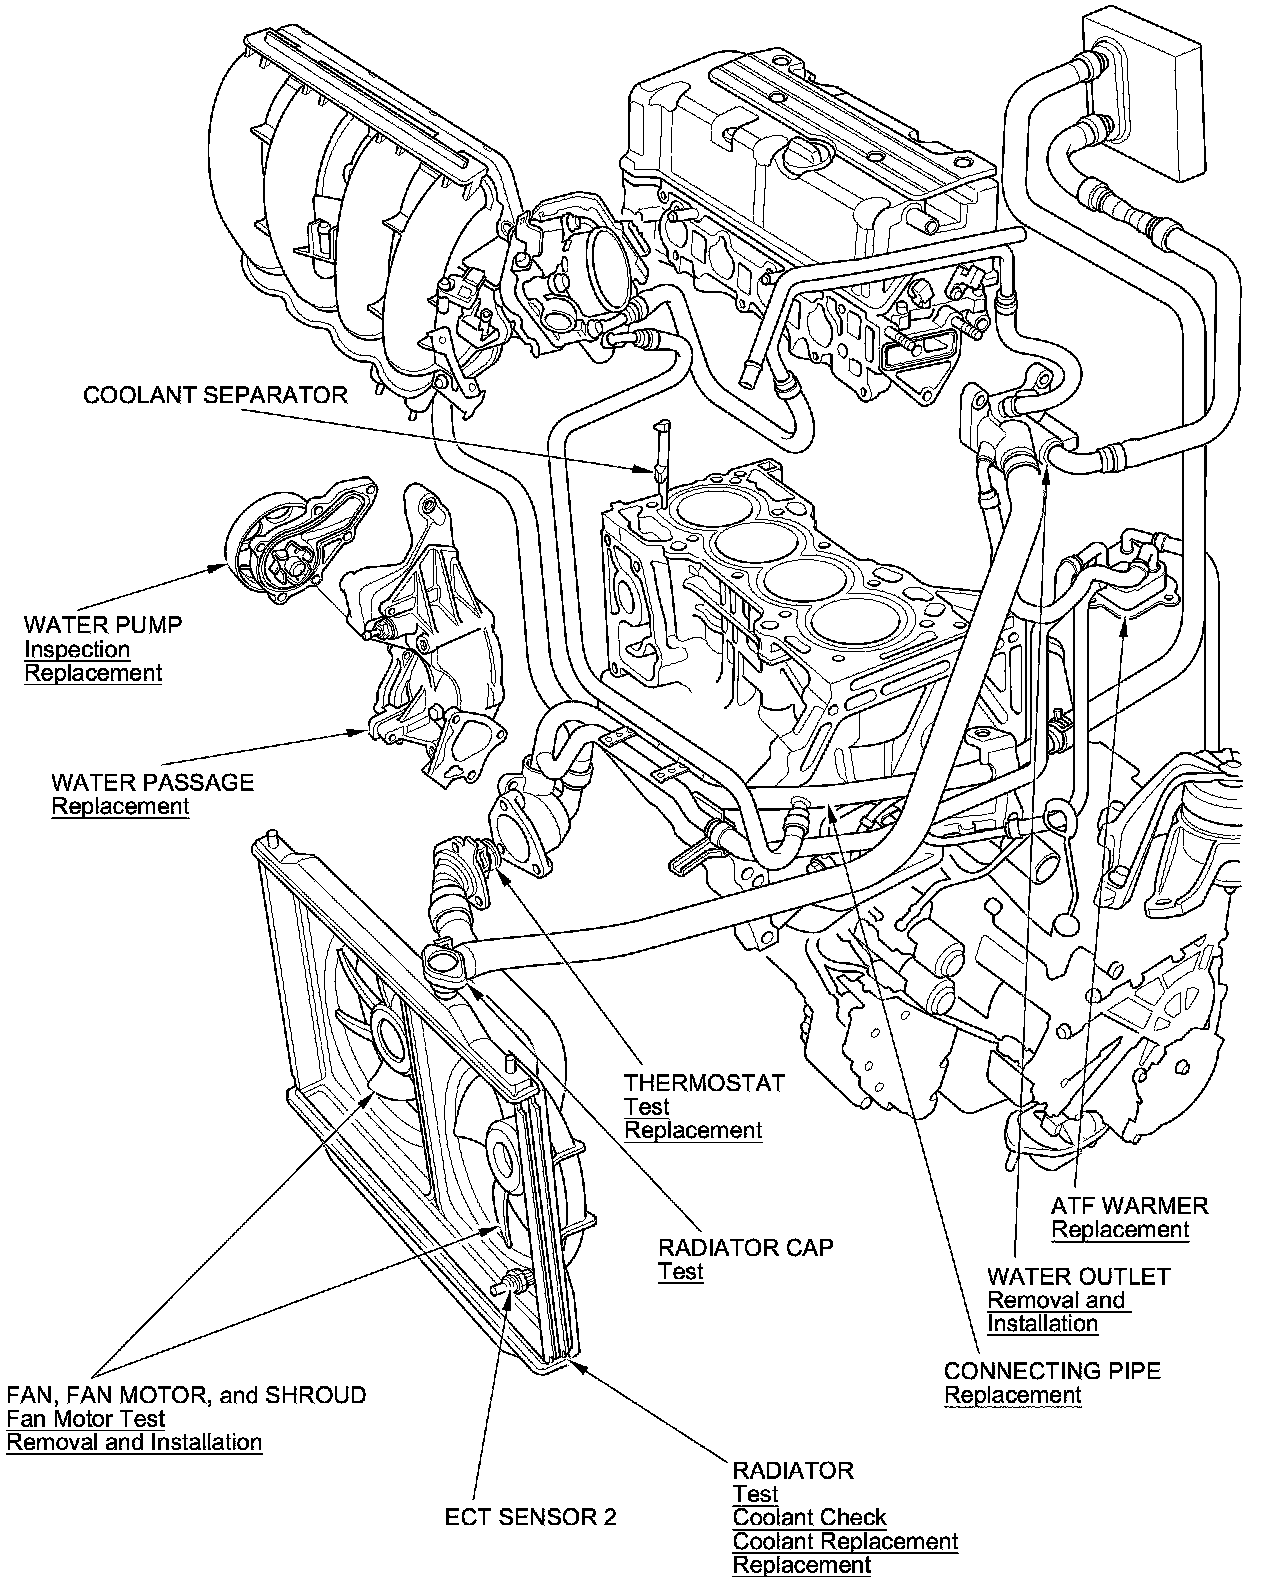 COOLANT SEPARATOR
WATER PUMP
Inspection
Replacement
WATER PASSAGE
Replacement
THERMOSTAT
Test
Replacement
ATF WARMER
Replacement
RADIATOR CAP
Test
WATER OUTLET
Removal and
Installation
CONNECTING PIPE
Replacement
FAN, FAN MOTOR, and SHROUD
Fan Motor Test
Removal and Installation
ECT SENSOR 2
RADIATOR
Test
Coolant Check
Coolant Replacement
Replacement